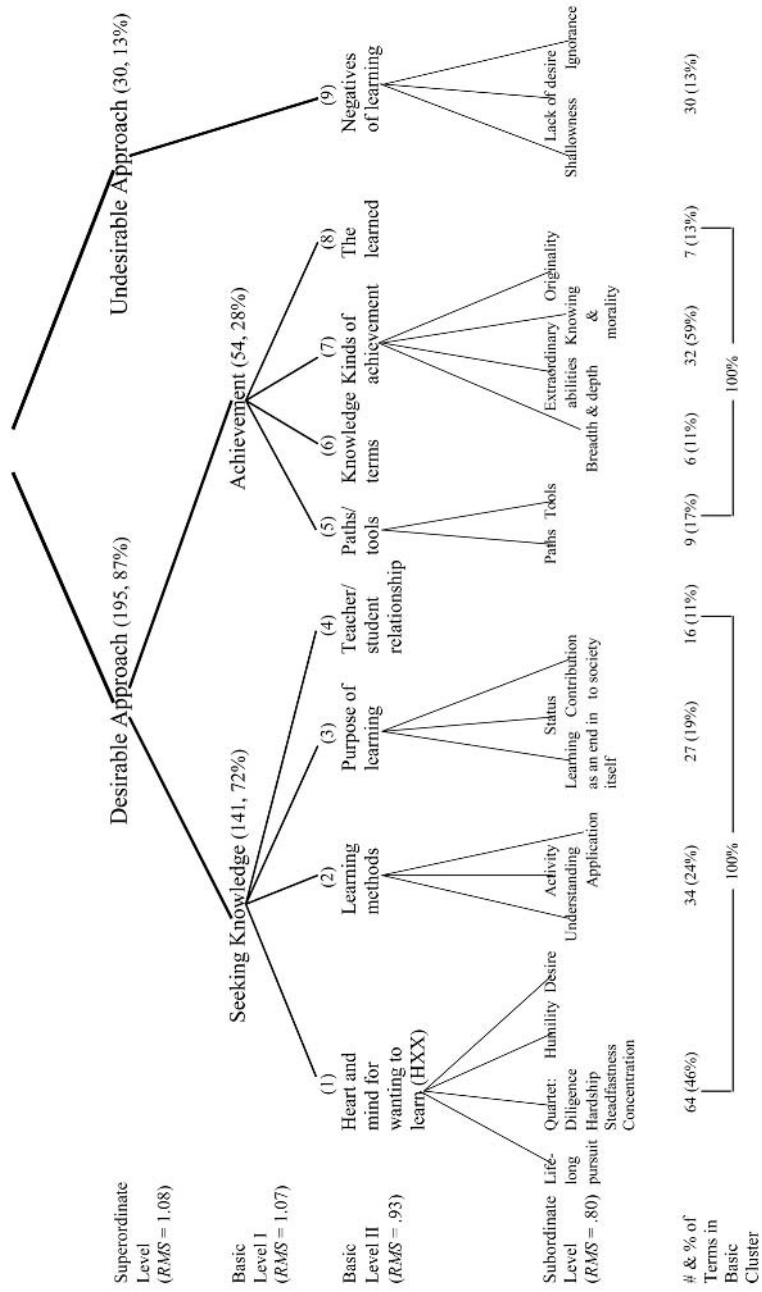 Superordinate
Level
(RMS = 1.08)
Desirable Approach (195, 87%)
Undesirable Approach (30, 13%)
Basic
Level I
(RMS = 1.07)
Seeking Knowledge (141, 72%)
Achievement (54, 28%)
Basic
Level II
(RMS = .93)
(1)
Heart and
mind for
wanting to
learn (HXX)
(2)
Learning
methods
(3)
Purpose of
learning
(4)
Teacher/
student
relationship
(5)
Paths/
tools
(6)
Knowledge
terms
(7)
Kinds of
achievement
(8)
The
learned
(9)
Negatives
of learning
Subordinate
Level
(RMS = .80)
Life-
long
pursuit
Quartet:
Diligence
Hardship
Steadfastness
Concentration
Humility
Desire
Understanding
Activity
Application
Learning
as an end in
itself
Status
Contribution
to society
Paths
Tools
Breadth & depth
Extraordinary
abilities
Knowing
&
morality
Originality
Shallowness
Lack of desire
Ignorance
# & % of
Terms in
Basic
Cluster
64 (46%)
34 (24%)
27 (19%)
16 (11%)
9 (17%)
6 (11%)
32 (59%)
7 (13%)
30 (13%)
100%
100%